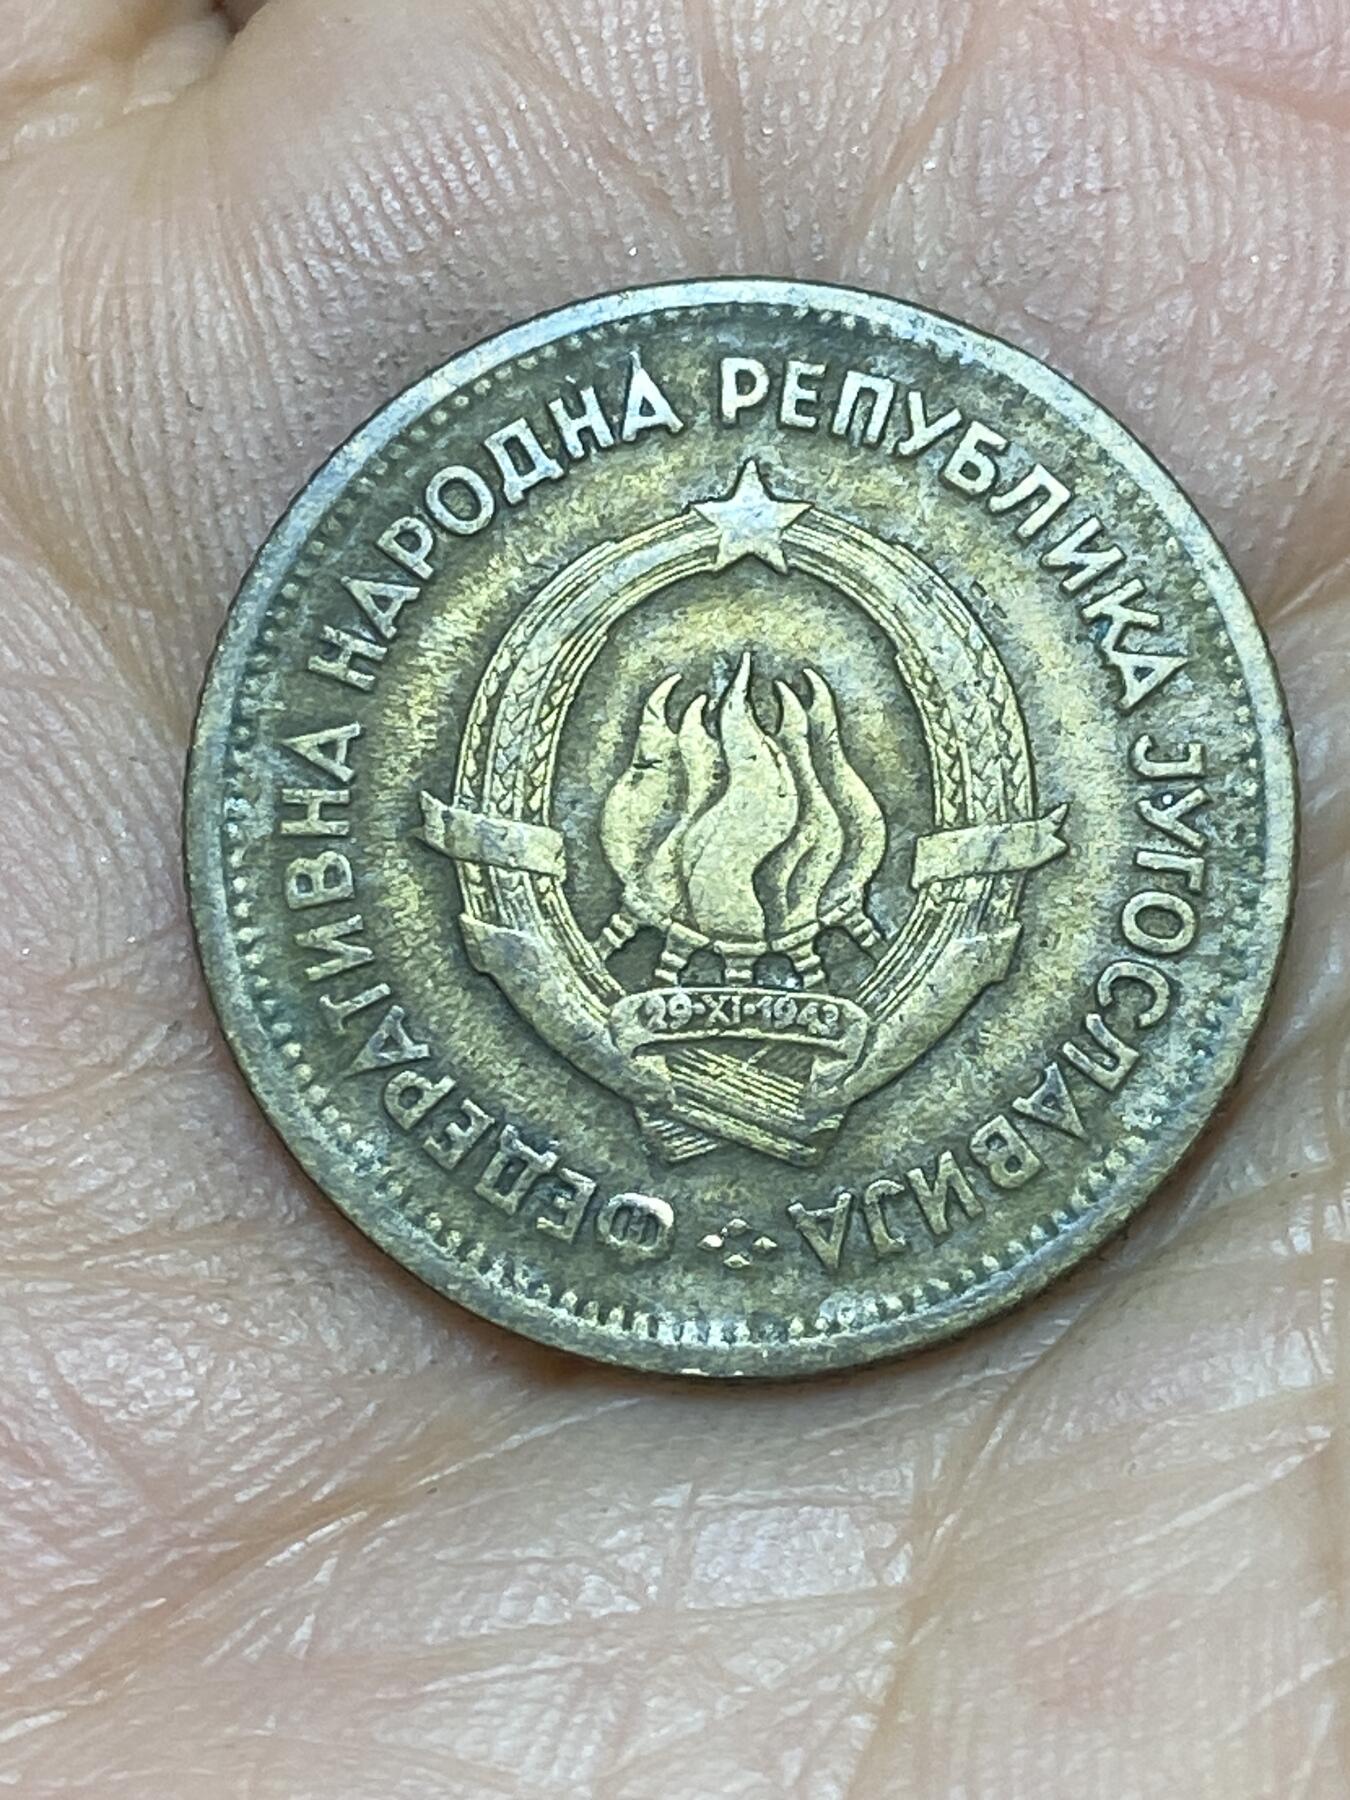 ФЕДЕРАТИВНА НАРОДНА РЕПУБЛИКА ЈУГОСЛАВИЈА
29·XI·1943